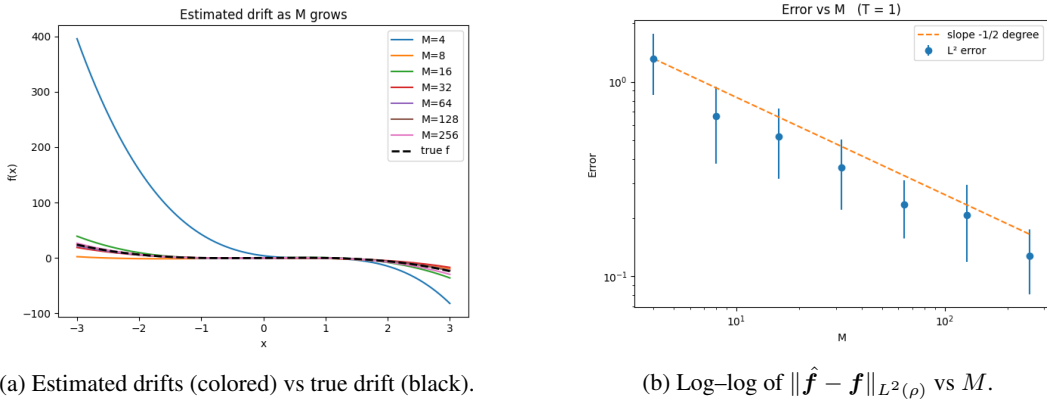 Estimated drift as M grows
f(x)
400
300
200
100
0
−100
−3
−2
−1
0
1
2
3
x
M=4
M=8
M=16
M=32
M=64
M=128
M=256
true f
(a) Estimated drifts (colored) vs true drift (black).
Error vs M (T = 1)
Error
10⁰
10⁻¹
10¹
10²
M
slope -1/2 degree
L² error
(b) Log–log of ‖f̂ − f‖_{L²(ρ)} vs M.